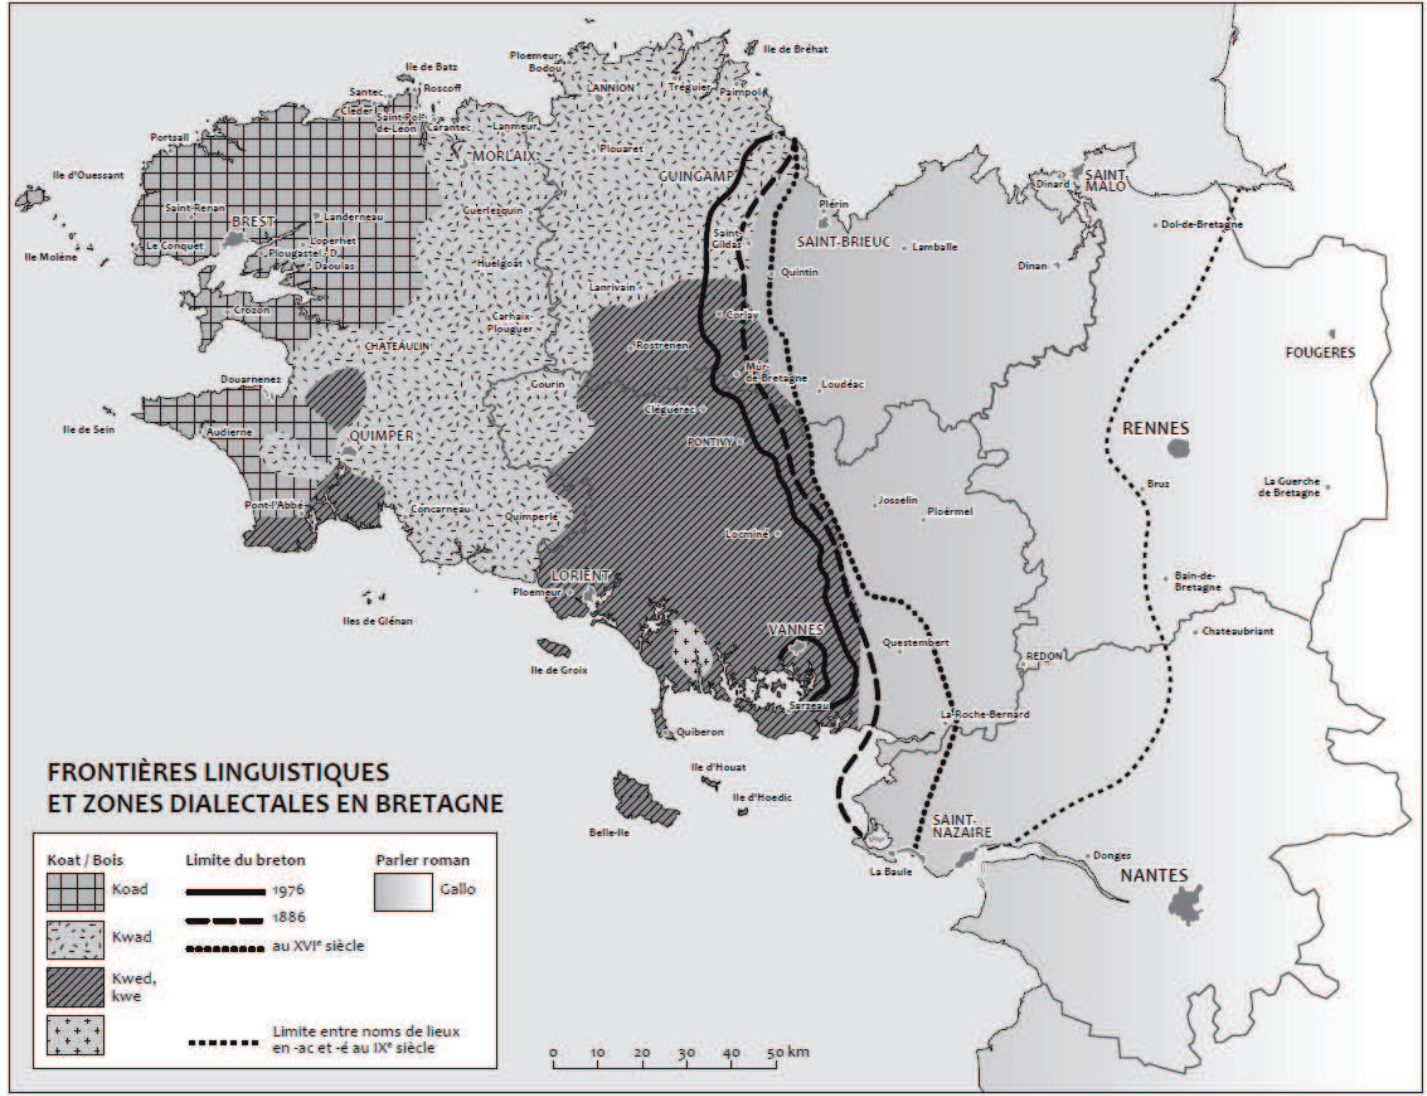 Ile de Bréhat
Ploemeur-
Bodou
Ile de Batz
Roscoff
Santec
Cléder
Saint-Pol-
de-Léon
Carantec
Lanmeur
LANNION
Tréguier
Paimpol
Portsall
MORLAIX
Plouaret
GUINGAMP
Ile d'Ouessant
Saint-Renan
BREST
Landerneau
Guerlesquin
Plérin
SAINT-BRIEUC
Dinard
SAINT-
MALO
Dol-de-Bretagne
Le Conquet
Loperhet
Plougastel-D.
Daoulas
Ile Molène
Huelgoat
Saint-
Gildas
Lamballe
Quintin
Dinan
Lanrivain
Crozon
Carhaix-
Plouguer
Corlay
CHÂTEAULIN
Rostrenen
FOUGERES
Douarnenez
Gourin
Mûr-
de-Bretagne
Loudéac
Cléguérec
Ile de Sein
Audierne
QUIMPER
PONTIVY
RENNES
Bruz
La Guerche
de Bretagne
Pont-l'Abbé
Concarneau
Quimperlé
Josselin
Ploërmel
Locminé
LORIENT
Ploemeur
Bain-de-
Bretagne
Iles de Glénan
VANNES
Questembert
Chateaubriant
REDON
Ile de Groix
Sarzeau
La-Roche-Bernard
Quiberon
Ile d'Houat
Ile d'Hoedic
Belle-Ile
SAINT-
NAZAIRE
La Baule
Donges
NANTES
FRONTIÈRES LINGUISTIQUES
ET ZONES DIALECTALES EN BRETAGNE
Koat / Bois
Koad
Kwad
Kwed,
kwe
Limite du breton
1976
1886
au XVIe siècle
Limite entre noms de lieux
en -ac et -é au IXe siècle
Parler roman
Gallo
0 10 20 30 40 50 km